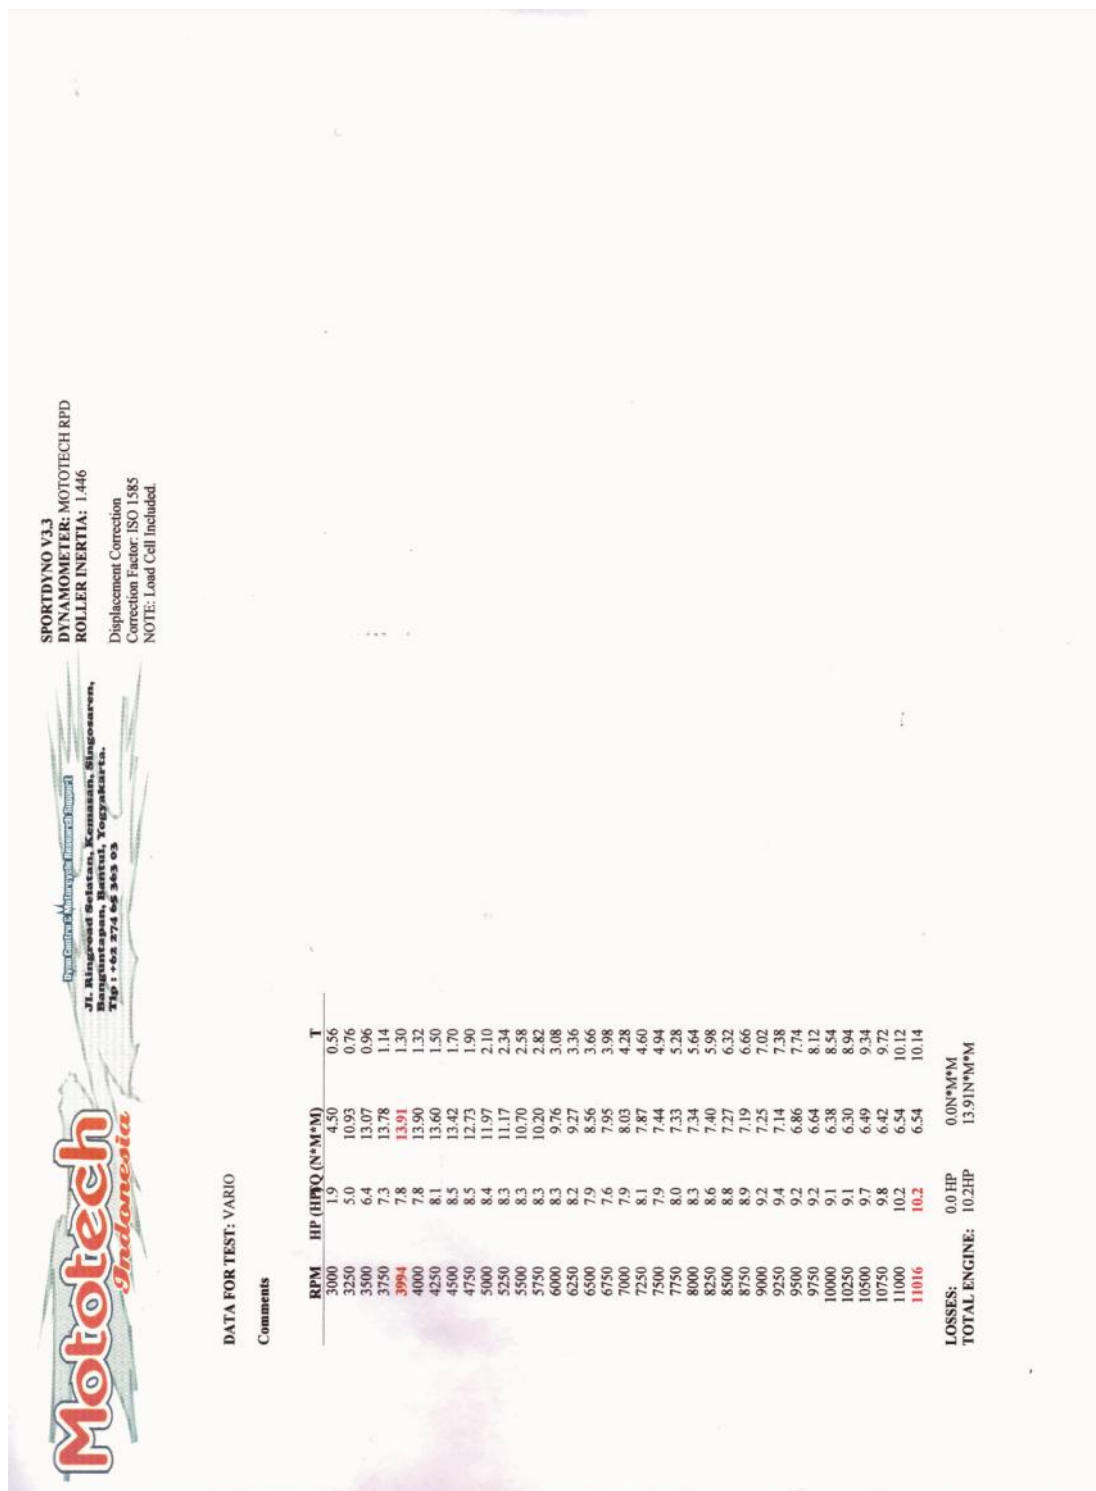 Mototech
Indonesia
Dyno Centre & Motorcycle Research Support
Jl. Ringroad Selatan, Kemasan, Singosaren,
Banguntapan, Bantul, Yogyakarta.
Tlp : +62 274 65 363 03
SPORTDYNO V3.3
DYNAMOMETER: MOTOTECH RPD
ROLLER INERTIA: 1.446
Displacement Correction
Correction Factor: ISO 1585
NOTE: Load Cell Included.
DATA FOR TEST: VARIO
Comments
RPM HP (HP) TQ (N*M*M) T
3000 1.9 4.50 0.56
3250 5.0 10.93 0.76
3500 6.4 13.07 0.96
3750 7.3 13.78 1.14
3994 7.8 13.91 1.30
4000 7.8 13.90 1.32
4250 8.1 13.60 1.50
4500 8.5 13.42 1.70
4750 8.5 12.73 1.90
5000 8.4 11.97 2.10
5250 8.3 11.17 2.34
5500 8.3 10.70 2.58
5750 8.3 10.20 2.82
6000 8.3 9.76 3.08
6250 8.2 9.27 3.36
6500 7.9 8.56 3.66
6750 7.6 7.95 3.98
7000 7.9 8.03 4.28
7250 8.1 7.87 4.60
7500 7.9 7.44 4.94
7750 8.0 7.33 5.28
8000 8.3 7.34 5.64
8250 8.6 7.40 5.98
8500 8.8 7.27 6.32
8750 8.9 7.19 6.66
9000 9.2 7.25 7.02
9250 9.4 7.14 7.38
9500 9.2 6.86 7.74
9750 9.2 6.64 8.12
10000 9.1 6.38 8.54
10250 9.1 6.30 8.94
10500 9.7 6.49 9.34
10750 9.8 6.42 9.72
11000 10.2 6.54 10.12
11016 10.2 6.54 10.14
LOSSES: 0.0 HP 0.0N*M*M
TOTAL ENGINE: 10.2HP 13.91N*M*M